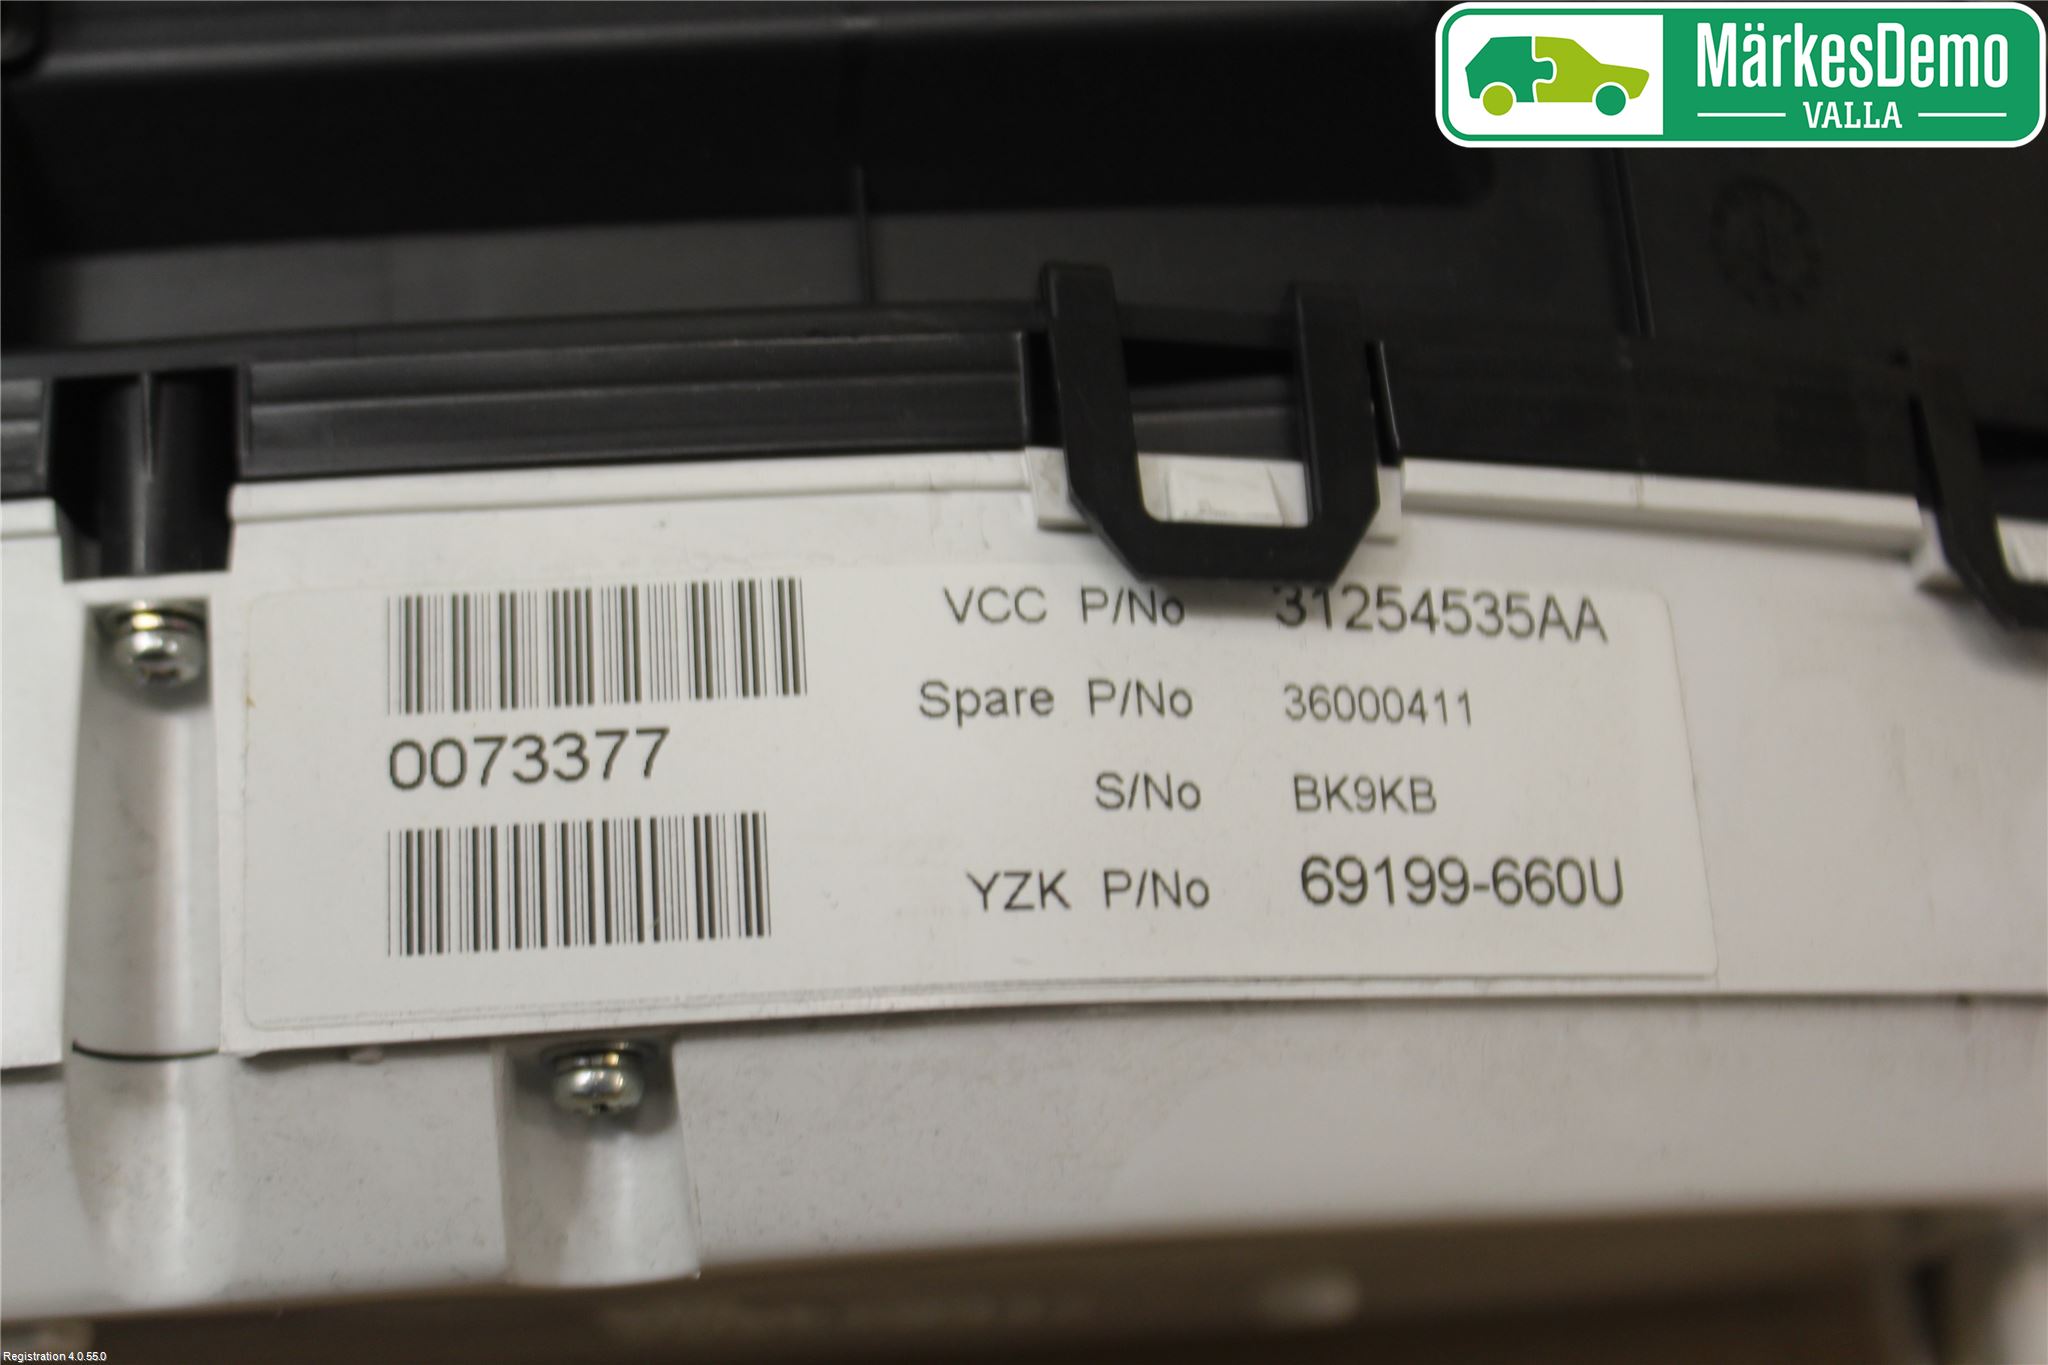 MärkesDemo
VALLA
VCC P/No 31254535AA
Spare P/No 36000411
0073377
S/No BK9KB
YZK P/No 69199-660U
Registration 4.0.55.0